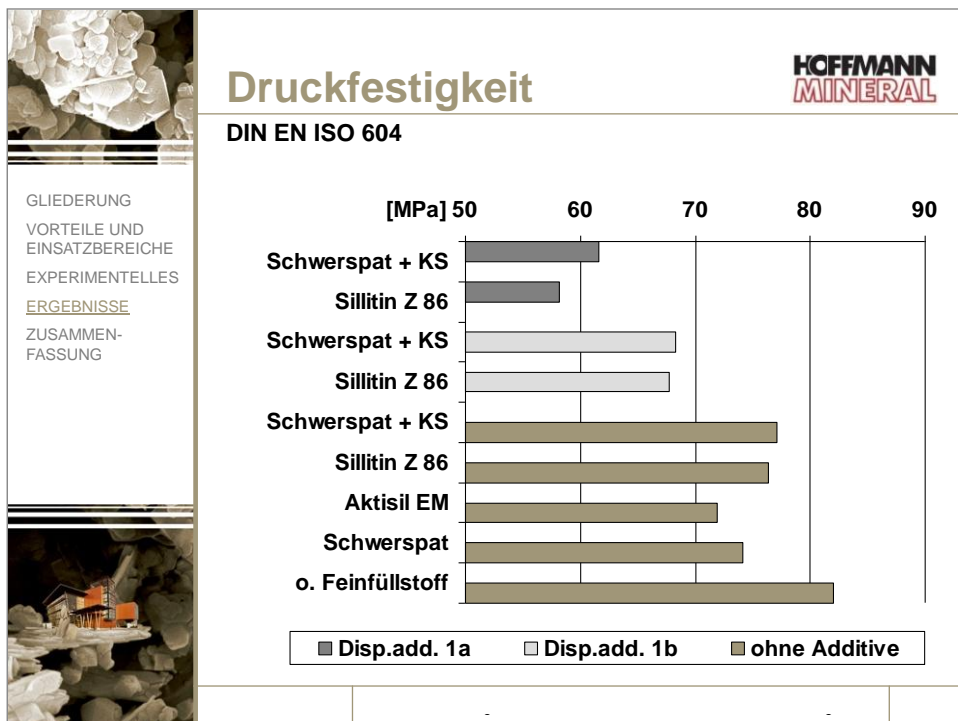 Druckfestigkeit
HOFFMANN
MINERAL
DIN EN ISO 604
GLIEDERUNG
VORTEILE UND
EINSATZBEREICHE
EXPERIMENTELLES
ERGEBNISSE
ZUSAMMEN-
FASSUNG
[MPa] 50 60 70 80 90
Schwerspat + KS
Sillitin Z 86
Schwerspat + KS
Sillitin Z 86
Schwerspat + KS
Sillitin Z 86
Aktisil EM
Schwerspat
o. Feinfüllstoff
Disp.add. 1a Disp.add. 1b ohne Additive